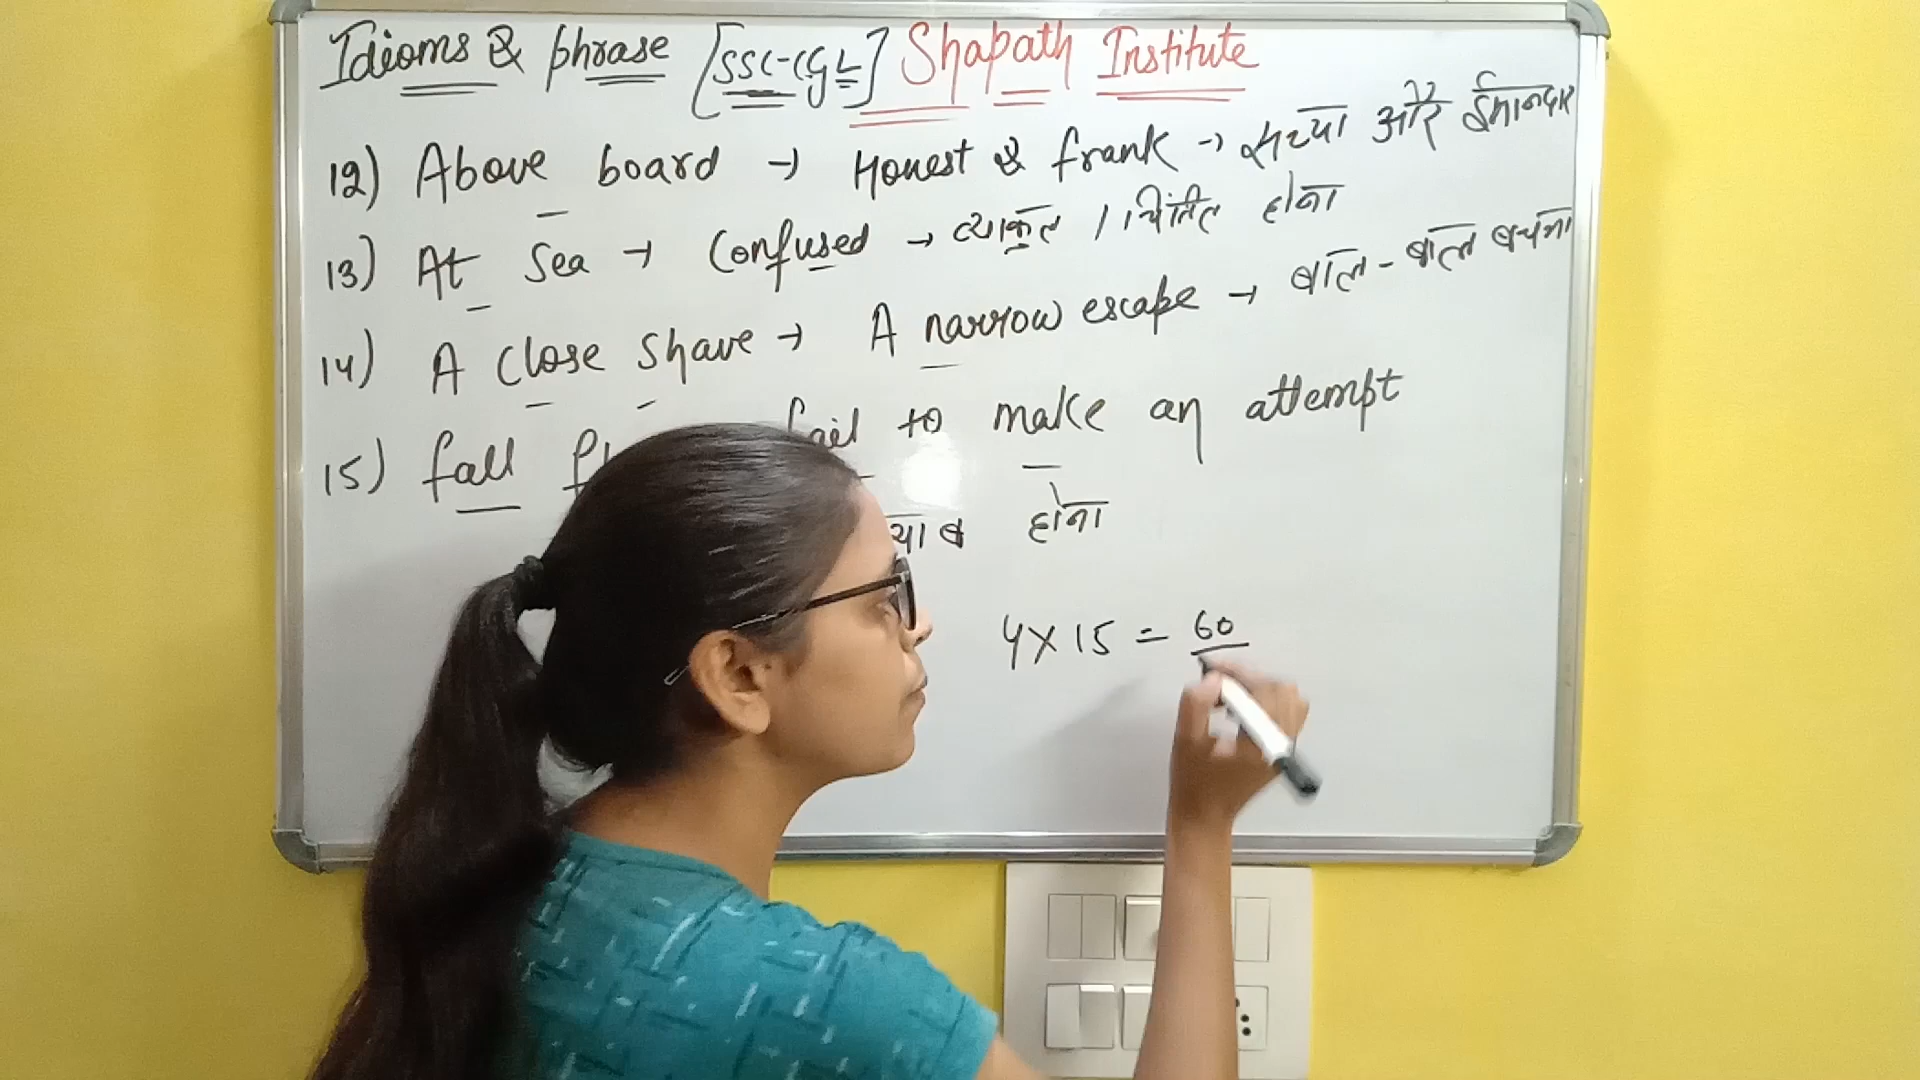 Idioms & phrase [SSC-CGL] Shapath Institute
12) Above board → Honest & frank → सच्चा और ईमानदार
13) At Sea → Confused → व्याकुल / चिंतित होना
14) A close shave → A narrow escape → बाल-बाल बचना
15) fall fail to make an attempt
होना
4 x 15 = 60